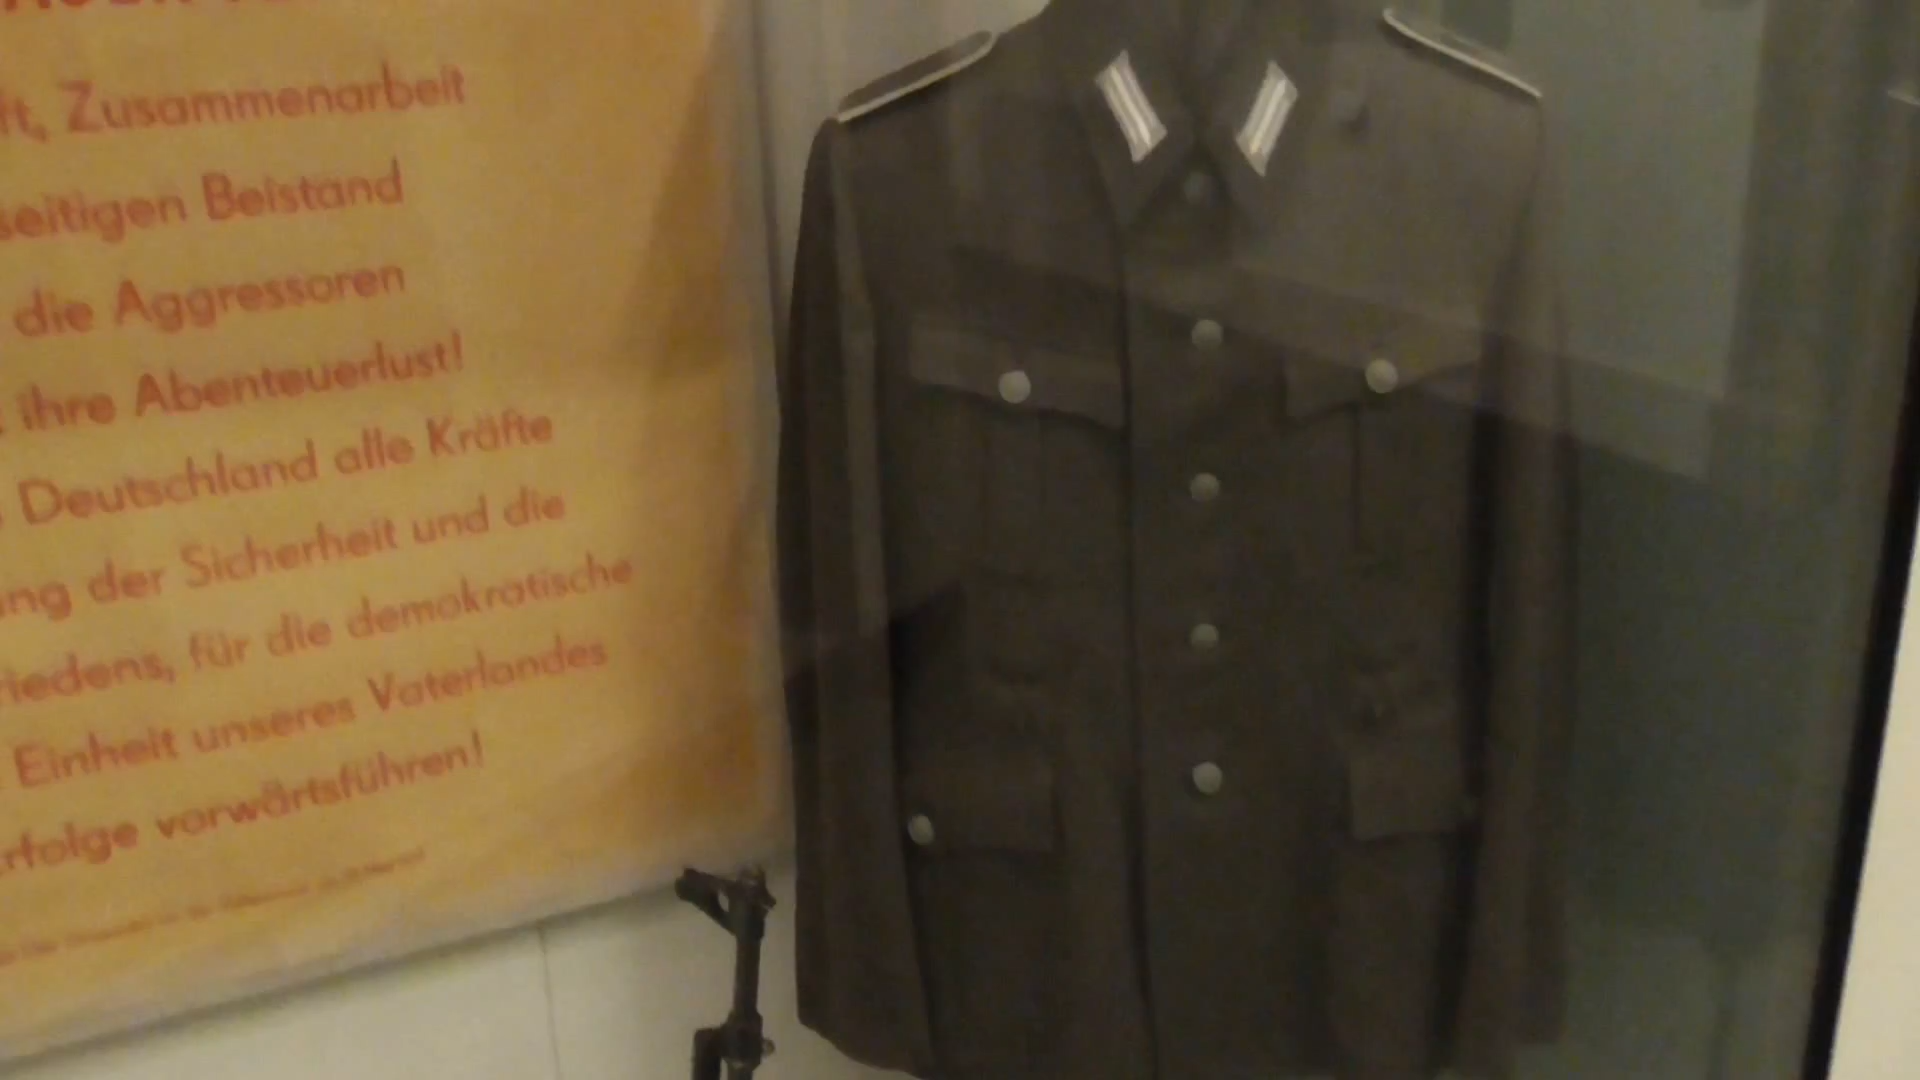 ft, Zusammenarbeit
seitigen Beistand
die Aggressoren
ihre Abenteuerlust!
Deutschland alle Kräfte
ung der Sicherheit und die
riedens, für die demokratische
Einheit unseres Vaterlandes
rfolge vorwärtsführen!